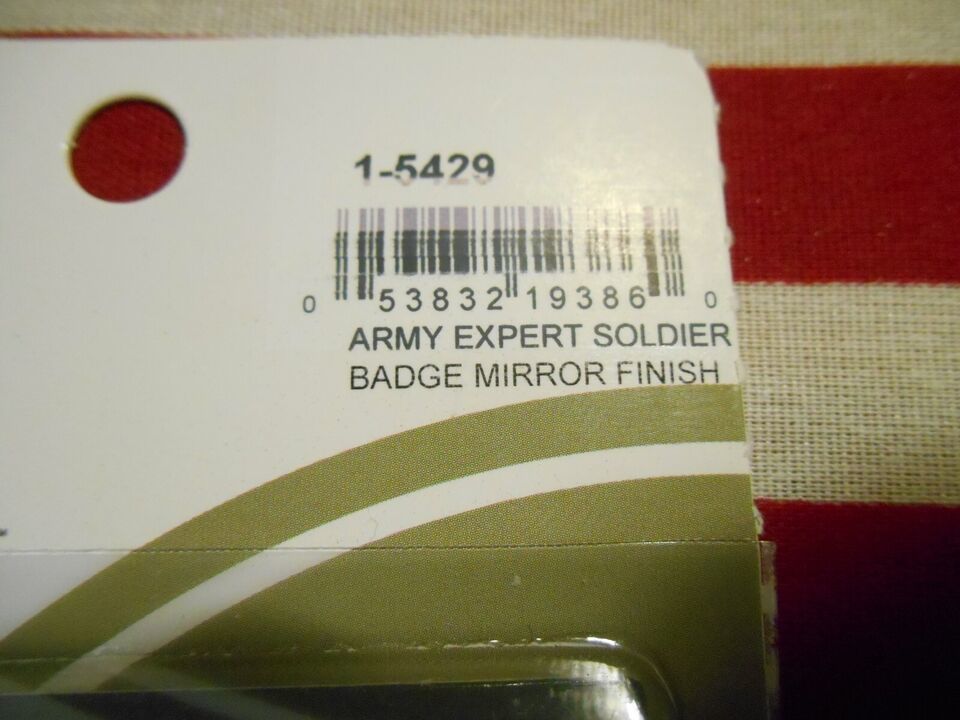 1-5429
0 53832 19386 0
ARMY EXPERT SOLDIER
BADGE MIRROR FINISH